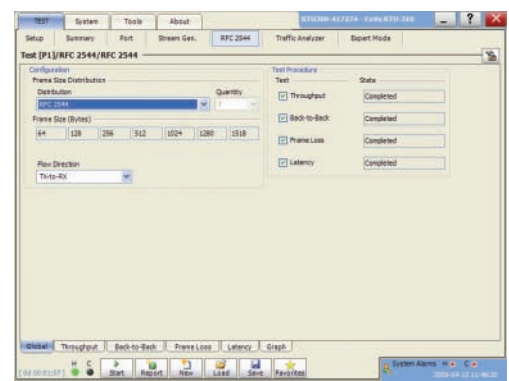 TEST System Tools About
Setup Summary Port Stream Gen. RFC 2544 Traffic Analyzer Expert Mode
Test [P1]/RFC 2544/RFC 2544
Configuration
Frame Size Distribution
Distribution Quantity
RFC 2544 7
Frame Size (Bytes)
64 128 256 512 1024 1280 1518
Flow Direction
TX-to-RX
Test Procedure
Test State
Throughput Completed
Back-to-Back Completed
Frame Loss Completed
Latency Completed
Global Throughput Back-to-Back Frame Loss Latency Graph
H C
Start Report New Load Save Favorites
System Alarms H C